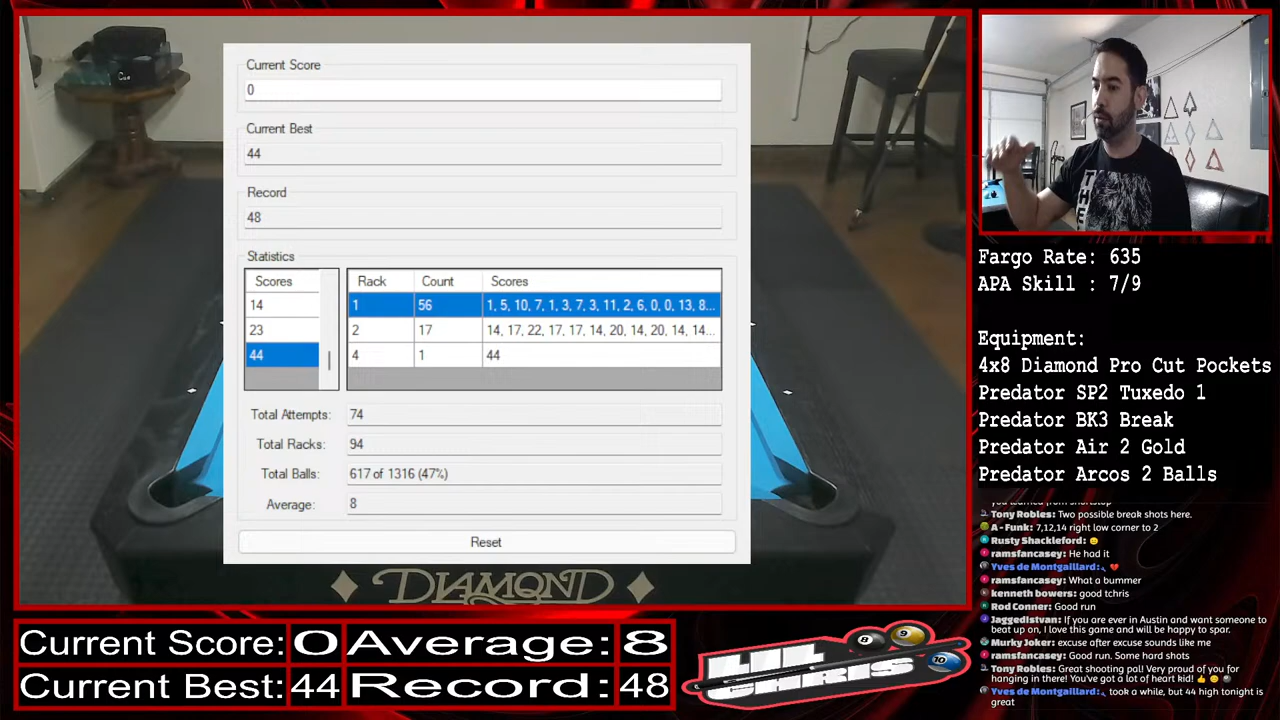 Current Score
0
Current Best
44
Record
48
Statistics
Scores
14
23
44
Rack Count Scores
1 56 1, 5, 10, 7, 1, 3, 7, 3, 11, 2, 6, 0, 0, 13, 8...
2 17 14, 17, 22, 17, 17, 14, 20, 14, 20, 14, 14...
4 1 44
Total Attempts: 74
Total Racks: 94
Total Balls: 617 of 1316 (47%)
Average: 8
Reset
DIAMOND
Current Score: 0 Average: 8
Current Best: 44 Record: 48
LIL CHRIS
8 9 10
THE
Fargo Rate: 635
APA Skill : 7/9
Equipment:
4x8 Diamond Pro Cut Pockets
Predator SP2 Tuxedo 1
Predator BK3 Break
Predator Air 2 Gold
Predator Arcos 2 Balls
you learned from shortstop
Tony Robles: Two possible break shots here.
A - Funk: 7,12,14 right low corner to 2
Rusty Shackleford:
ramsfancasey: He had it
Yves de Montgaillard:
ramsfancasey: What a bummer
kenneth bowers: good tchris
Rod Conner: Good run
JaggedIstvan: If you are ever in Austin and want someone to
beat up on, I love this game and will be happy to spar.
Murky Joker: excuse after excuse sounds like me
ramsfancasey: Good run. Some hard shots
Tony Robles: Great shooting pal! Very proud of you for
hanging in there! You've got a lot of heart kid!
Yves de Montgaillard: took a while, but 44 high tonight is
great